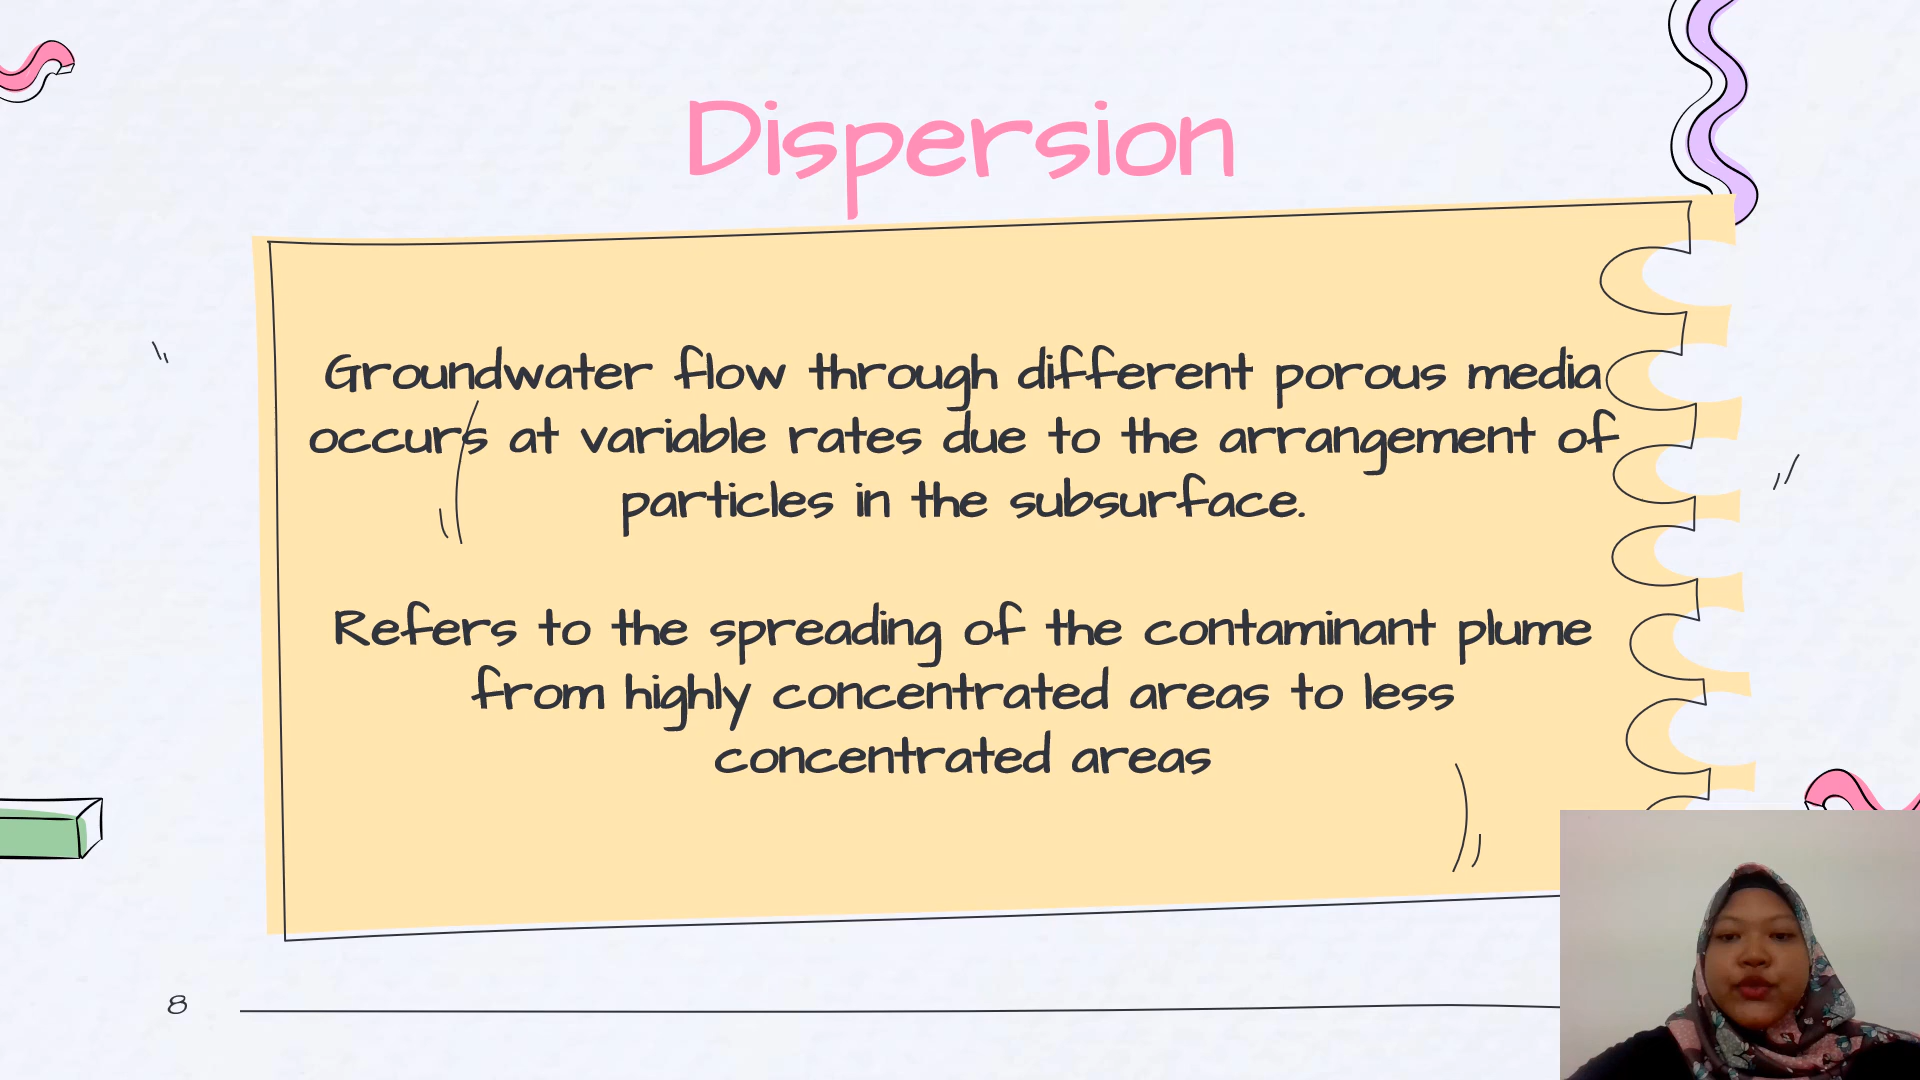 Dispersion
Groundwater flow through different porous media
occurs at variable rates due to the arrangement of
particles in the subsurface.
Refers to the spreading of the contaminant plume
from highly concentrated areas to less
concentrated areas
8